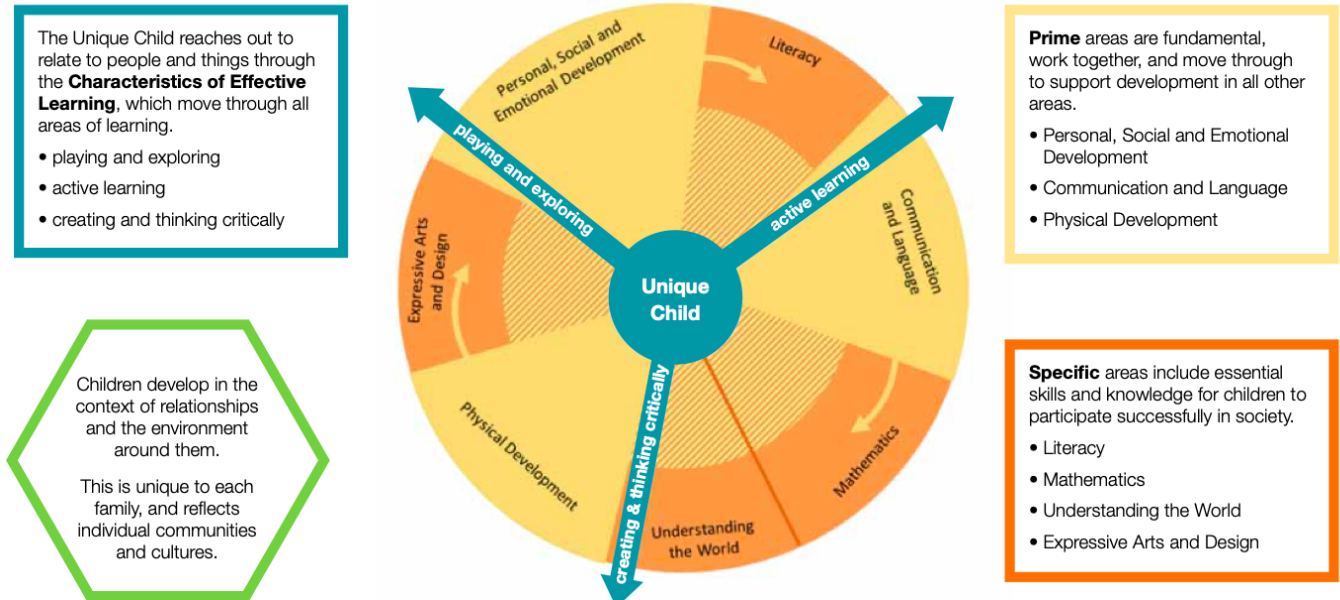 The Unique Child reaches out to
relate to people and things through
the Characteristics of Effective
Learning, which move through all
areas of learning.
• playing and exploring
• active learning
• creating and thinking critically
Children develop in the
context of relationships
and the environment
around them.
This is unique to each
family, and reflects
individual communities
and cultures.
Personal, Social and
Emotional Development
Literacy
playing and exploring
active learning
Communication
and Language
Expressive Arts
and Design
Unique
Child
Physical Development
creating & thinking critically
Mathematics
Understanding
the World
Prime areas are fundamental,
work together, and move through
to support development in all other
areas.
• Personal, Social and Emotional
Development
• Communication and Language
• Physical Development
Specific areas include essential
skills and knowledge for children to
participate successfully in society.
• Literacy
• Mathematics
• Understanding the World
• Expressive Arts and Design